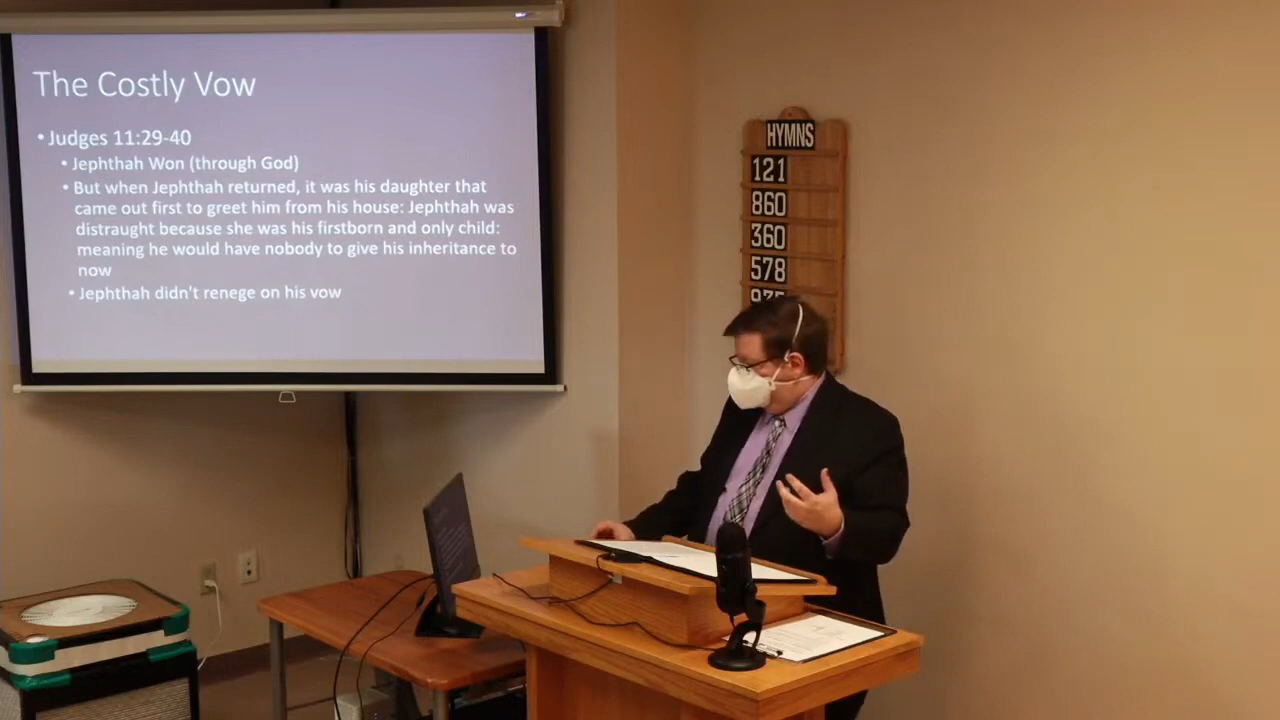 The Costly Vow
• Judges 11:29-40
• Jephthah Won (through God)
• But when Jephthah returned, it was his daughter that
came out first to greet him from his house: Jephthah was
distraught because she was his firstborn and only child:
meaning he would have nobody to give his inheritance to
now
• Jephthah didn't renege on his vow
HYMNS
121
860
360
578